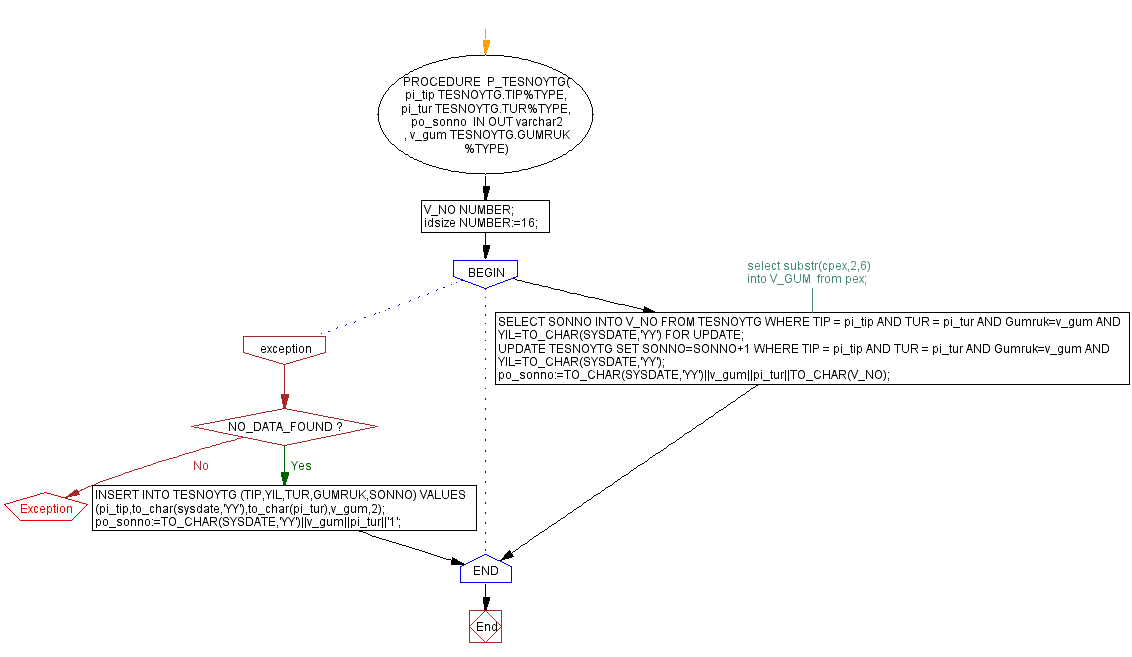 PROCEDURE P_TESNOYTG(
pi_tip TESNOYTG.TIP%TYPE,
pi_tur TESNOYTG.TUR%TYPE,
po_sonno IN OUT varchar2
, v_gum TESNOYTG.GUMRUK
%TYPE)
V_NO NUMBER;
idsize NUMBER:=16;
BEGIN
select substr(cpex,2,6)
into V_GUM from pex;
SELECT SONNO INTO V_NO FROM TESNOYTG WHERE TIP = pi_tip AND TUR = pi_tur AND Gumruk=v_gum AND
YIL=TO_CHAR(SYSDATE,'YY') FOR UPDATE;
UPDATE TESNOYTG SET SONNO=SONNO+1 WHERE TIP = pi_tip AND TUR = pi_tur AND Gumruk=v_gum AND
YIL=TO_CHAR(SYSDATE,'YY');
po_sonno:=TO_CHAR(SYSDATE,'YY')||v_gum||pi_tur||TO_CHAR(V_NO);
exception
NO_DATA_FOUND ?
No
Yes
Exception
INSERT INTO TESNOYTG (TIP,YIL,TUR,GUMRUK,SONNO) VALUES
(pi_tip,to_char(sysdate,'YY'),to_char(pi_tur),v_gum,2);
po_sonno:=TO_CHAR(SYSDATE,'YY')||v_gum||pi_tur||'1';
END
End